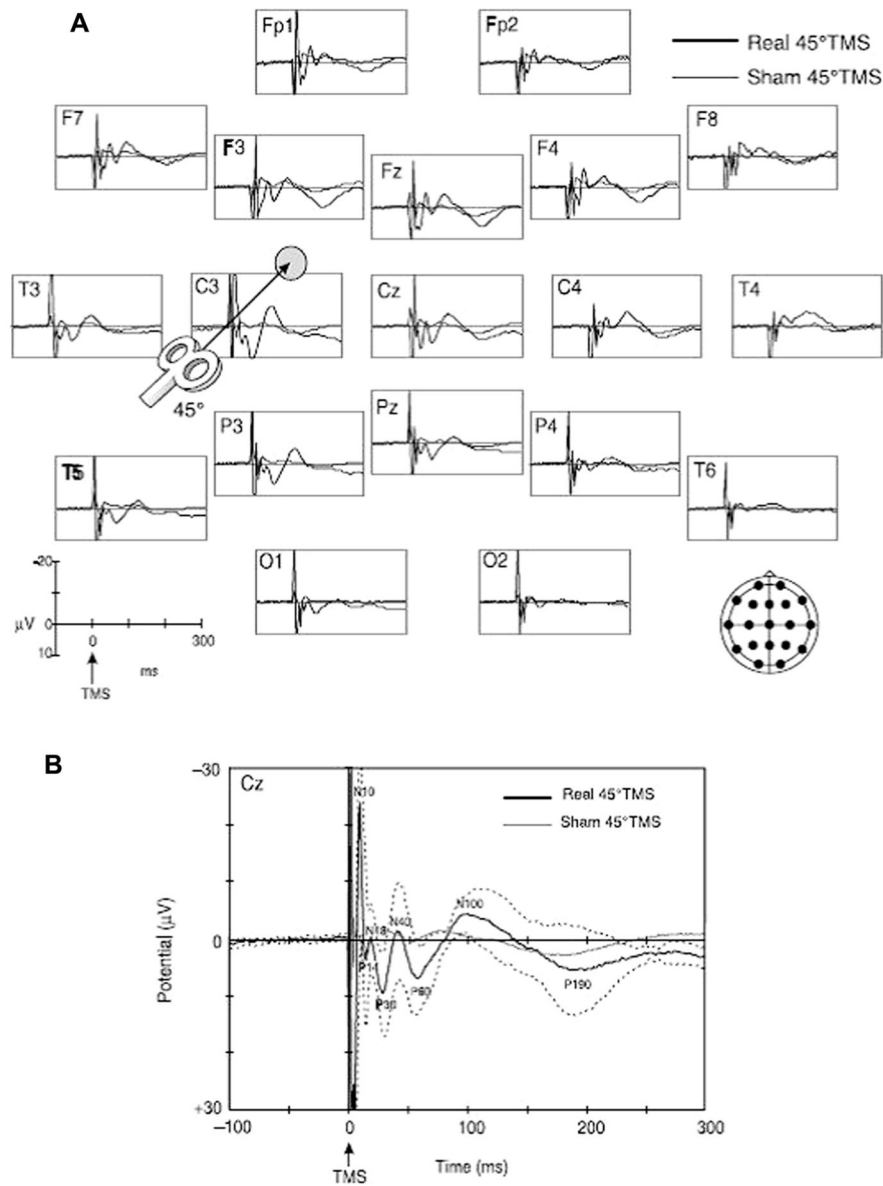 A
Fp1
Fp2
Real 45°TMS
Sham 45°TMS
F7
F3
Fz
F4
F8
T3
C3
Cz
C4
T4
45°
P3
Pz
P4
T5
T6
O1
O2
-20
μV 0
10
0
300
ms
TMS
B
Cz
Real 45°TMS
Sham 45°TMS
–30
0
+30
Potential (μV)
N10
N18
N40
N100
P14
P30
P60
P190
–100
0
100
200
300
TMS
Time (ms)